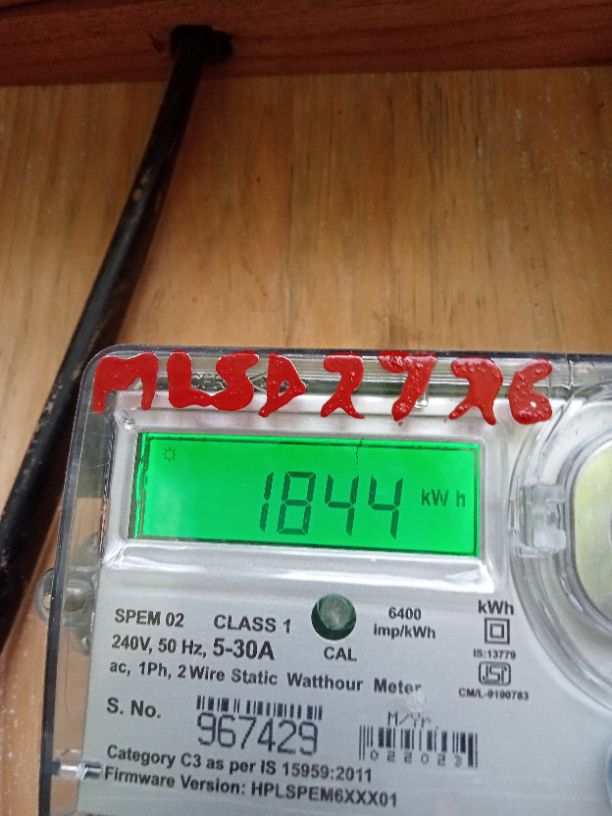 MLSD2726
1844 kWh
SPEM 02 CLASS 1 6400 imp/kWh kWh
240V, 50 Hz, 5-30A CAL IS:13779
ac, 1Ph, 2 Wire Static Watthour Meter
CM/L-9190783
S. No. 967429 M/Yr. 022023
Category C3 as per IS 15959:2011
Firmware Version: HPLSPEM6XXX01